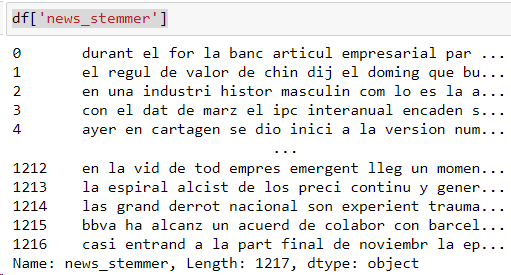 df['news_stemmer']
0 durant el for la banc articul empresarial par ...
1 el regul de valor de chin dij el doming que bu...
2 en una industri histor masculin com lo es la a...
3 con el dat de marz el ipc interanual encaden s...
4 ayer en cartagen se dio inici a la version num...
...
1212 en la vid de tod empres emergent lleg un momen...
1213 la espiral alcist de los preci continu y gener...
1214 las grand derrot nacional son experient trauma...
1215 bbva ha alcanz un acuerd de colabor con barcel...
1216 casi entrand a la part final de noviembr la ep...
Name: news_stemmer, Length: 1217, dtype: object